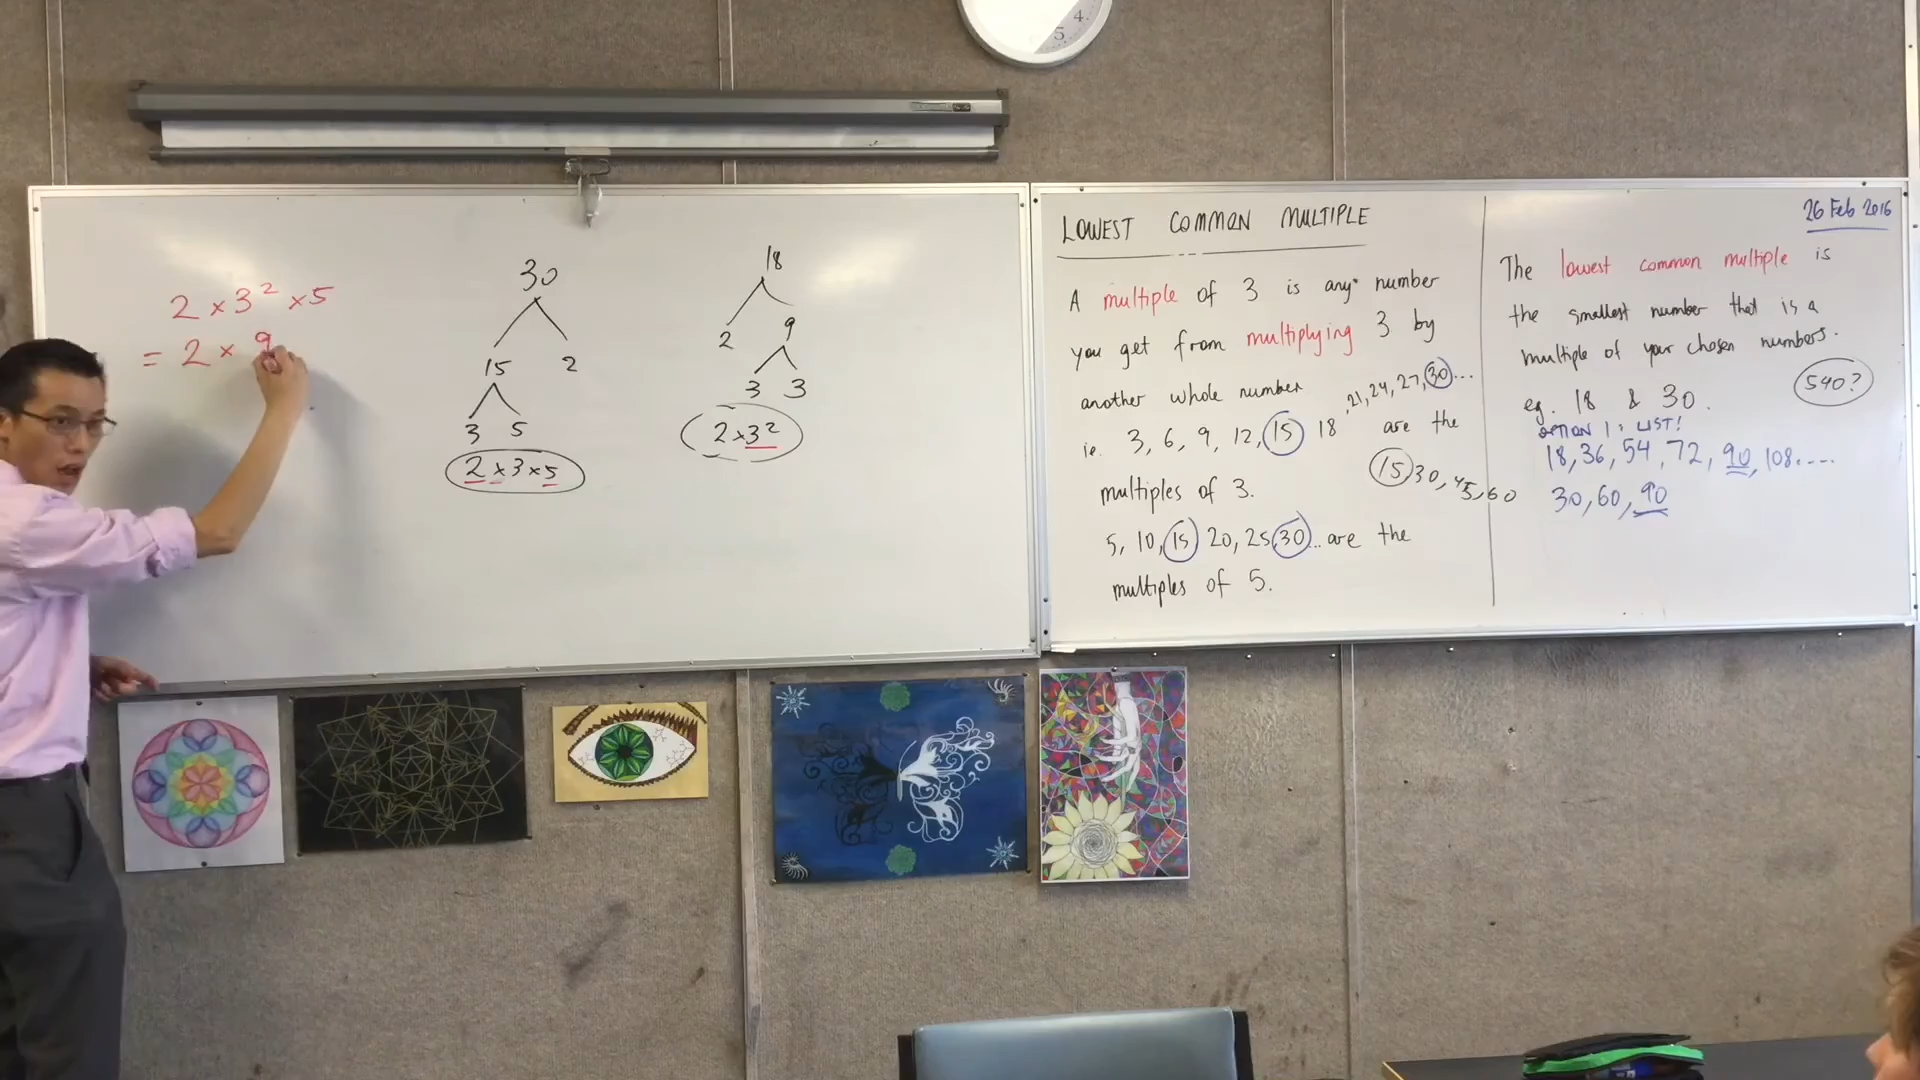 4
5
2 × 3² × 5
= 2 × 9
30
15 2
3 5
2 × 3 × 5
18
2 9
3 3
2 × 3²
LOWEST COMMON MULTIPLE
A multiple of 3 is any number
you get from multiplying 3 by
another whole number
, 21, 24, 27, 30...
ie. 3, 6, 9, 12, 15 18 are the
15 30, 45, 60
multiples of 3.
5, 10, 15 20, 25 30... are the
multiples of 5.
26 Feb 2016
The lowest common multiple is
the smallest number that is a
multiple of your chosen numbers.
540?
eg. 18 & 30.
OPTION 1: LIST!
18, 36, 54, 72, 90, 108....
30, 60, 90